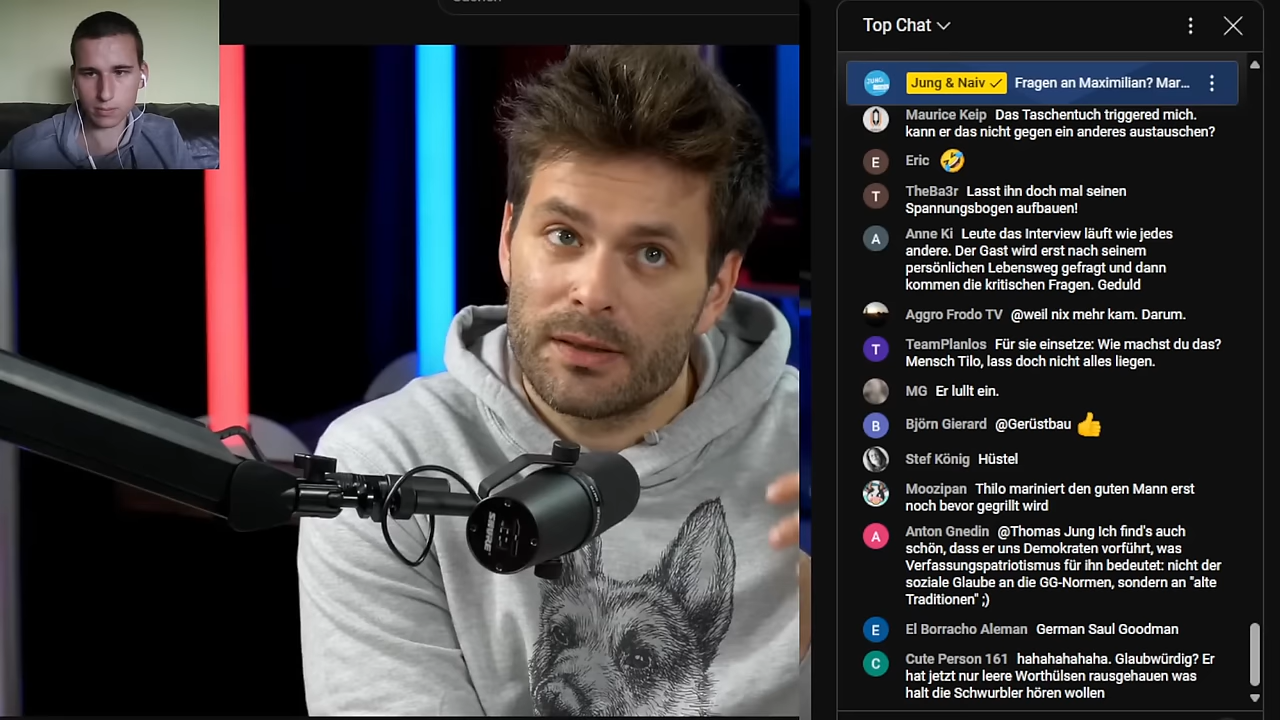 Top Chat
Jung & Naiv Fragen an Maximilian? Mar...
Maurice Keip Das Taschentuch triggered mich.
kann er das nicht gegen ein anderes austauschen?
E Eric 🤣
T TheBa3r Lasst ihn doch mal seinen
Spannungsbogen aufbauen!
A Anne Ki Leute das Interview läuft wie jedes
andere. Der Gast wird erst nach seinem
persönlichen Lebensweg gefragt und dann
kommen die kritischen Fragen. Geduld
Aggro Frodo TV @weil nix mehr kam. Darum.
T TeamPlanlos Für sie einsetze: Wie machst du das?
Mensch Tilo, lass doch nicht alles liegen.
MG Er lullt ein.
B Björn Gierard @Gerüstbau 👍
Stef König Hüstel
Moozipan Thilo mariniert den guten Mann erst
noch bevor gegrillt wird
A Anton Gnedin @Thomas Jung Ich find's auch
schön, dass er uns Demokraten vorführt, was
Verfassungspatriotismus für ihn bedeutet: nicht der
soziale Glaube an die GG-Normen, sondern an "alte
Traditionen" ;)
E El Borracho Aleman German Saul Goodman
C Cute Person 161 hahahahahaha. Glaubwürdig? Er
hat jetzt nur leere Worthülsen rausgehauen was
halt die Schwurbler hören wollen
SHURE